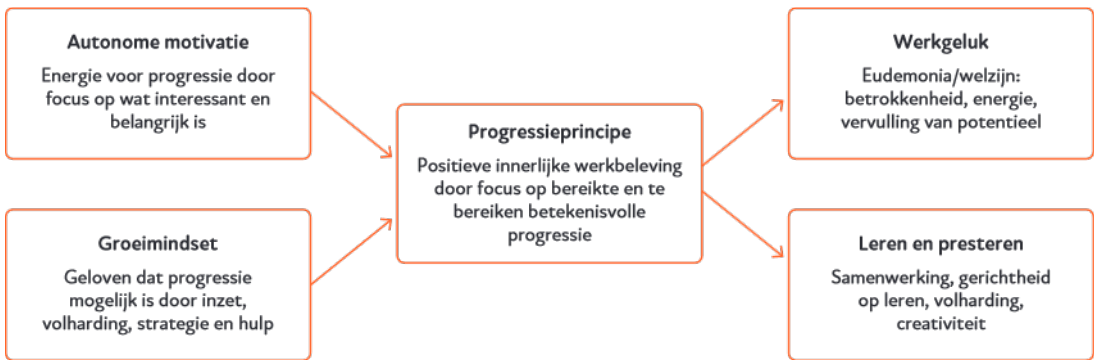 Autonome motivatie
Energie voor progressie door
focus op wat interessant en
belangrijk is
Groeimindset
Geloven dat progressie
mogelijk is door inzet,
volharding, strategie en hulp
Progressieprincipe
Positieve innerlijke werkbeleving
door focus op bereikte en te
bereiken betekenisvolle
progressie
Werkgeluk
Eudemonia/welzijn:
betrokkenheid, energie,
vervulling van potentieel
Leren en presteren
Samenwerking, gerichtheid
op leren, volharding,
creativiteit